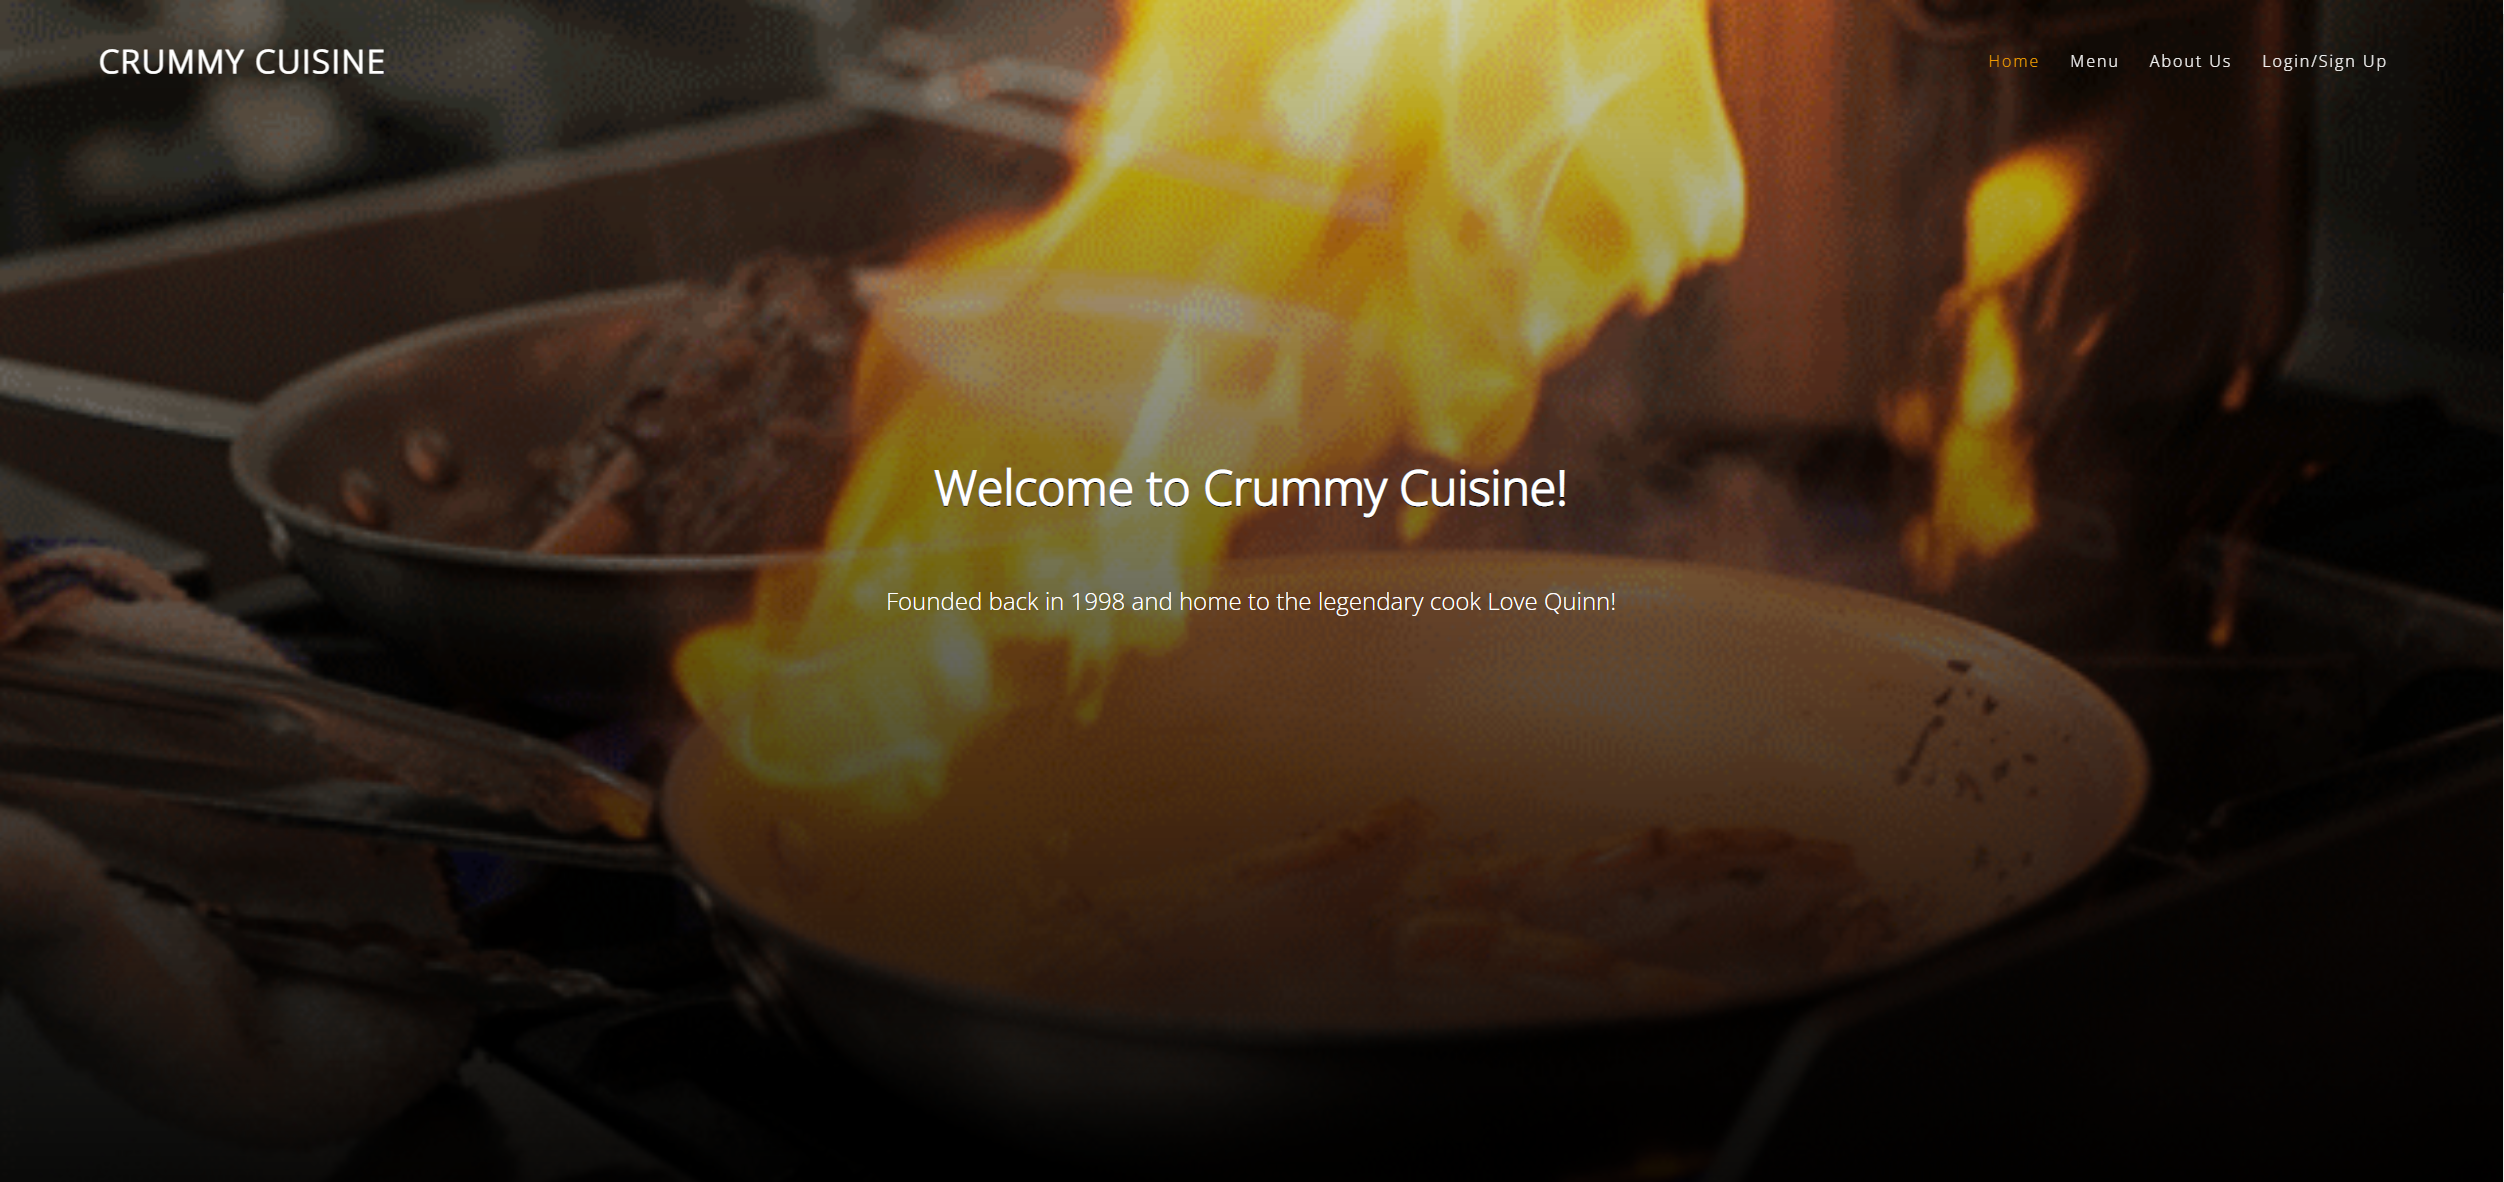 CRUMMY CUISINE
Home Menu About Us Login/Sign Up
Welcome to Crummy Cuisine!
Founded back in 1998 and home to the legendary cook Love Quinn!